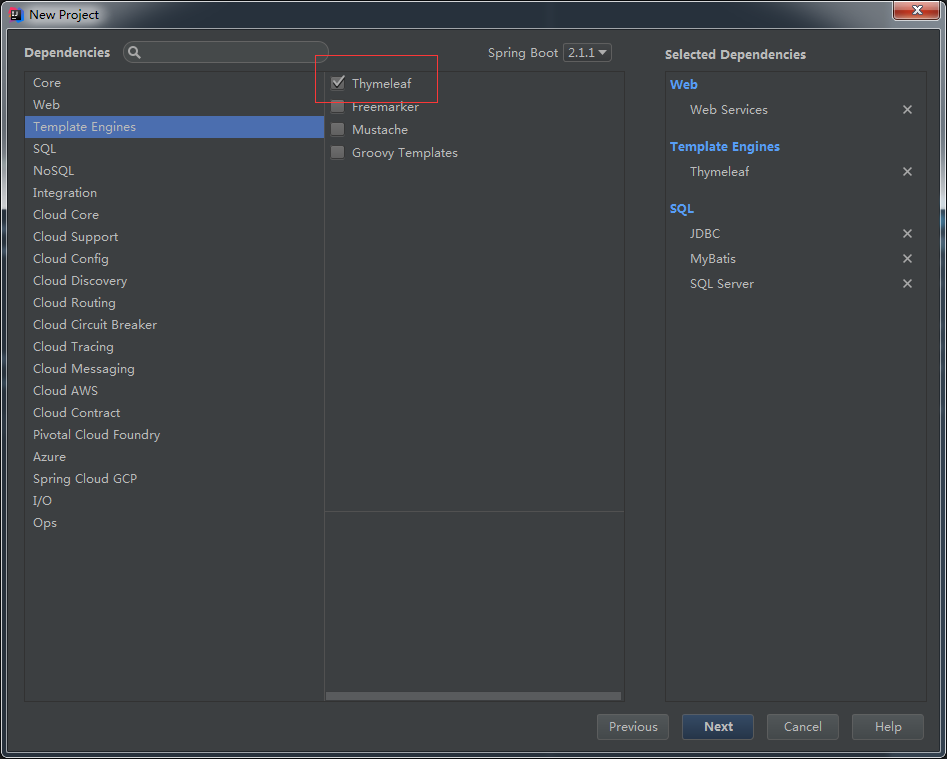 New Project
Dependencies
Spring Boot 2.1.1
Selected Dependencies
Core
Web
Template Engines
SQL
NoSQL
Integration
Cloud Core
Cloud Support
Cloud Config
Cloud Discovery
Cloud Routing
Cloud Circuit Breaker
Cloud Tracing
Cloud Messaging
Cloud AWS
Cloud Contract
Pivotal Cloud Foundry
Azure
Spring Cloud GCP
I/O
Ops
Thymeleaf
Freemarker
Mustache
Groovy Templates
Web
Web Services
Template Engines
Thymeleaf
SQL
JDBC
MyBatis
SQL Server
Previous
Next
Cancel
Help